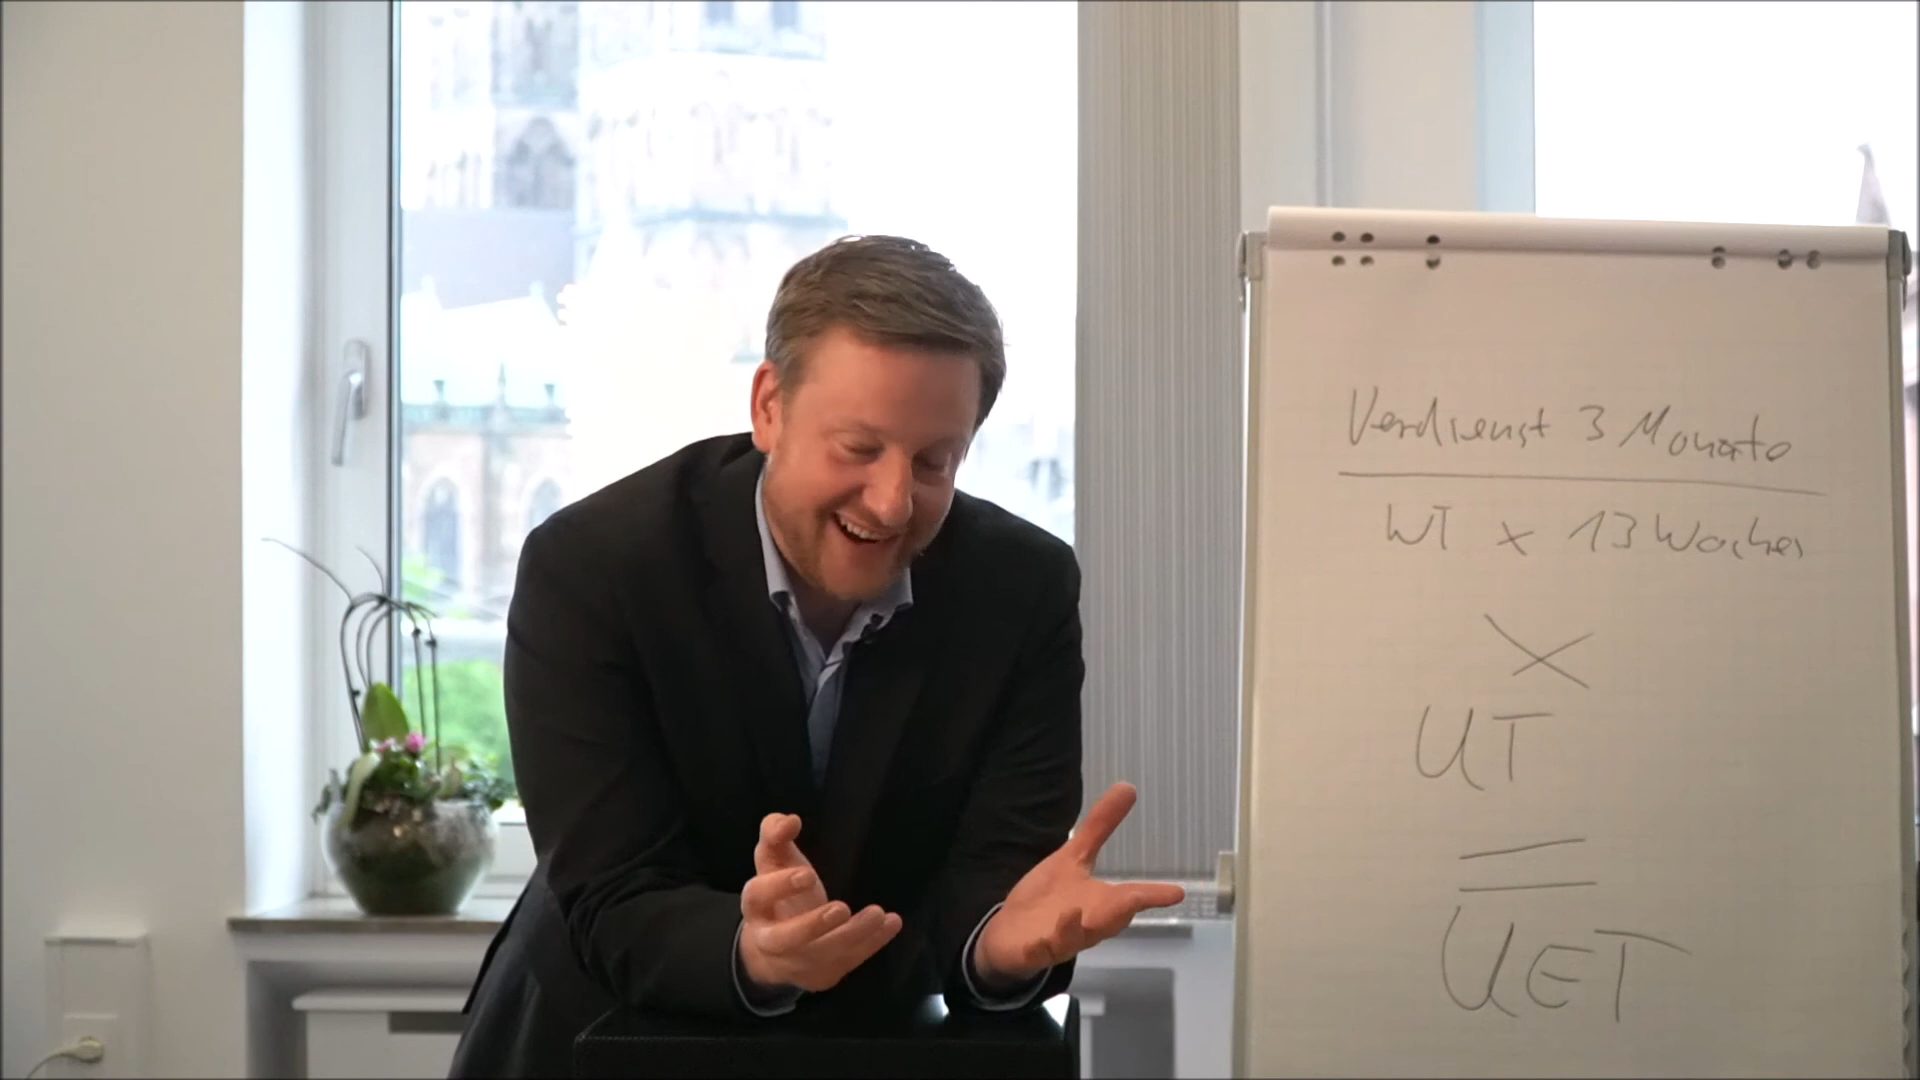 Verdienst 3 Monate
WT x 13 Wochen
X
UT
=
UET